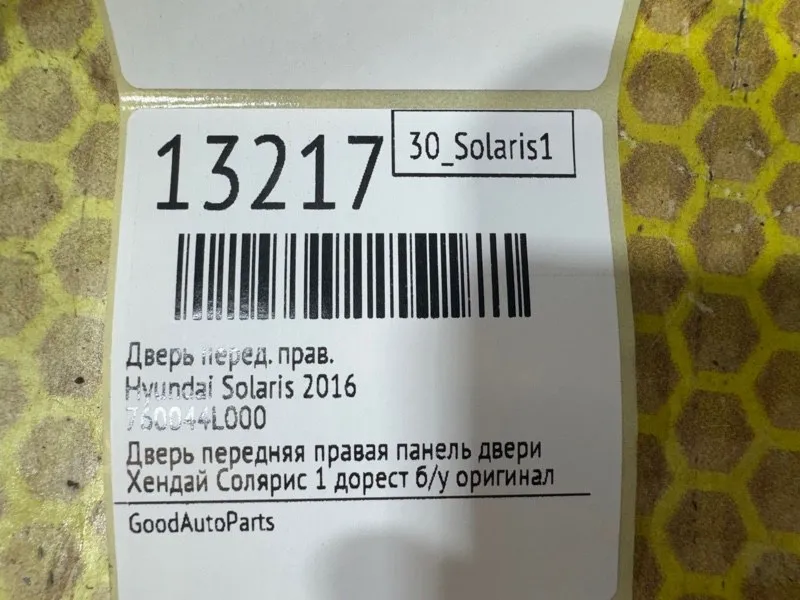 13217
30_Solaris1
Дверь перед. прав.
Hyundai Solaris 2016
760044L000
Дверь передняя правая панель двери
Хендай Солярис 1 дорест б/у оригинал
GoodAutoParts